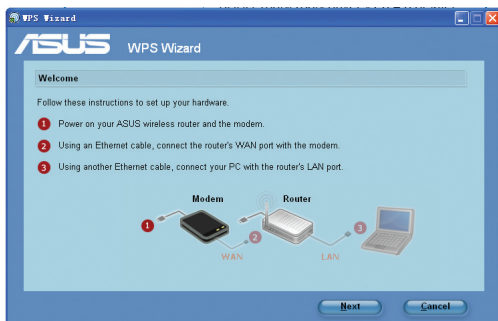 WPS Wizard
ASUS WPS Wizard
Welcome
Follow these instructions to set up your hardware.
1 Power on your ASUS wireless router and the modem.
2 Using an Ethernet cable, connect the router's WAN port with the modem.
3 Using another Ethernet cable, connect your PC with the router's LAN port.
Modem Router
1 2 3
WAN LAN
Next Cancel